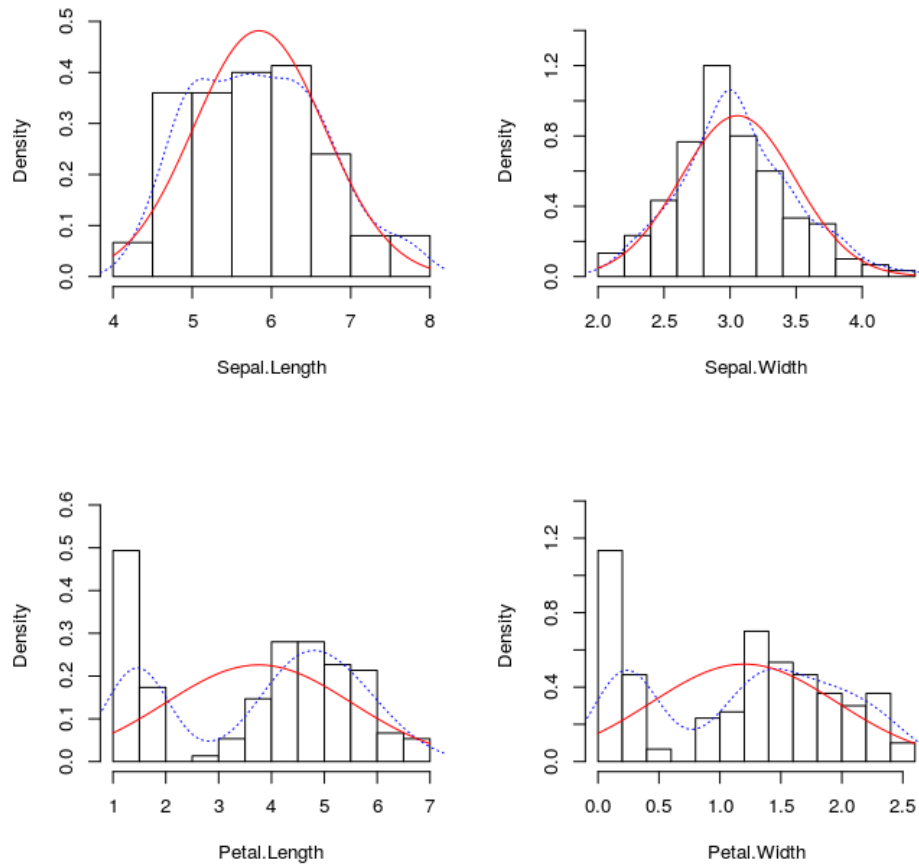 Density
0.0 0.1 0.2 0.3 0.4 0.5
4 5 6 7 8
Sepal.Length
Density
0.0 0.4 0.8 1.2
2.0 2.5 3.0 3.5 4.0
Sepal.Width
Density
0.0 0.1 0.2 0.3 0.4 0.5 0.6
1 2 3 4 5 6 7
Petal.Length
Density
0.0 0.4 0.8 1.2
0.0 0.5 1.0 1.5 2.0 2.5
Petal.Width